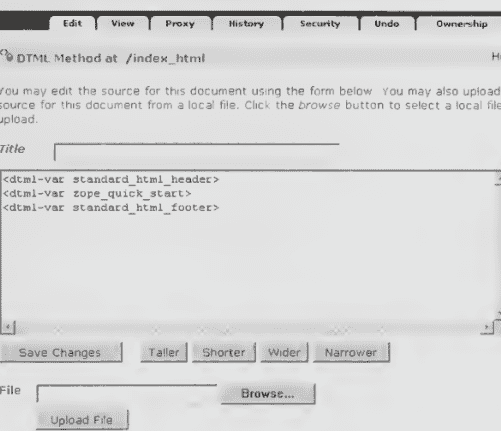 Edit View Proxy History Security Undo Ownership
DTML Method at /index_html
You may edit the source for this document using the form below. You may also upload
source for this document from a local file. Click the browse button to select a local file
upload.
Title
<dtml-var standard_html_header>
<dtml-var zope_quick_start>
<dtml-var standard_html_footer>
Save Changes Taller Shorter Wider Narrower
File Browse...
Upload File